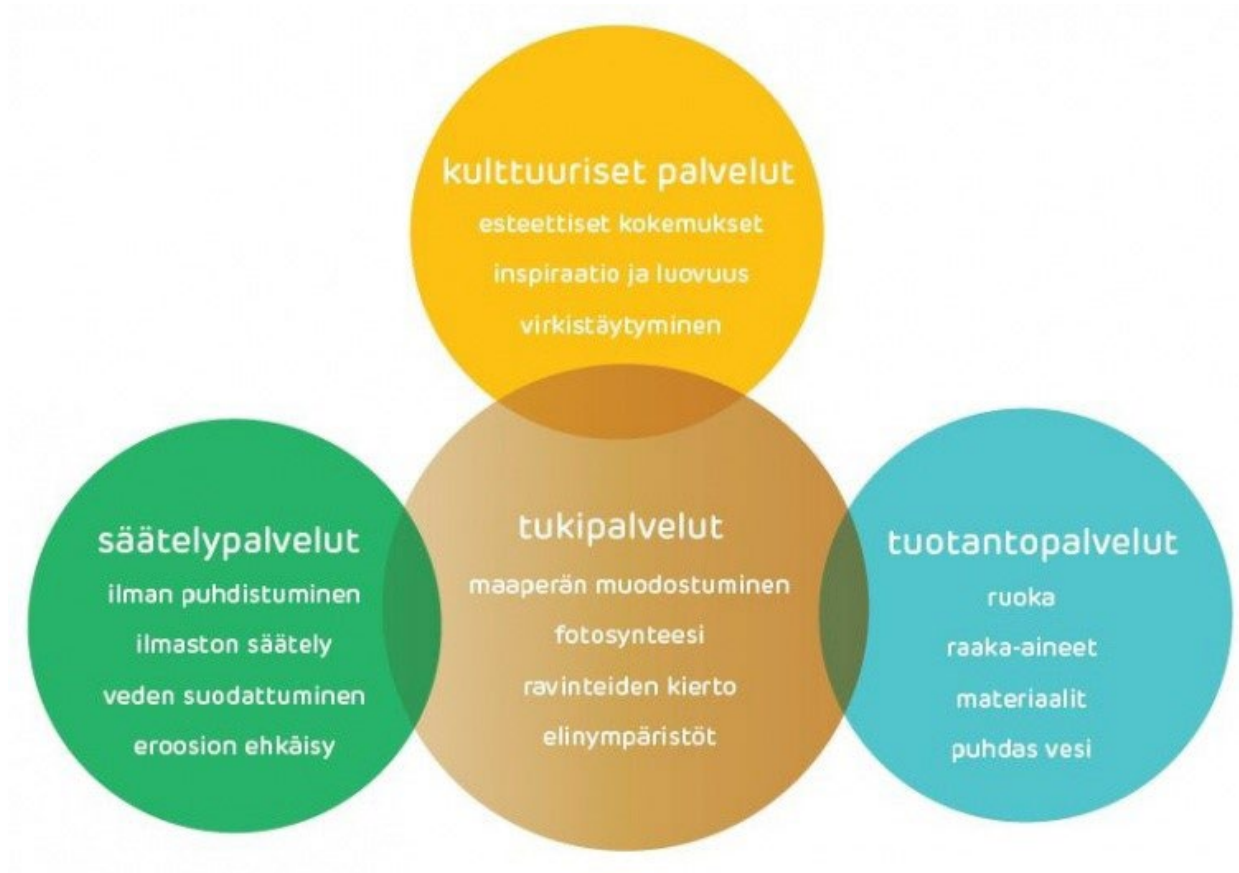 kulttuuriset palvelut
esteettiset kokemukset
inspiraatio ja luovuus
virkistäytyminen
säätelypalvelut
ilman puhdistuminen
ilmaston säätely
veden suodattuminen
eroosion ehkäisy
tukipalvelut
maaperän muodostuminen
fotosynteesi
ravinteiden kierto
elinympäristöt
tuotantopalvelut
ruoka
raaka-aineet
materiaalit
puhdas vesi